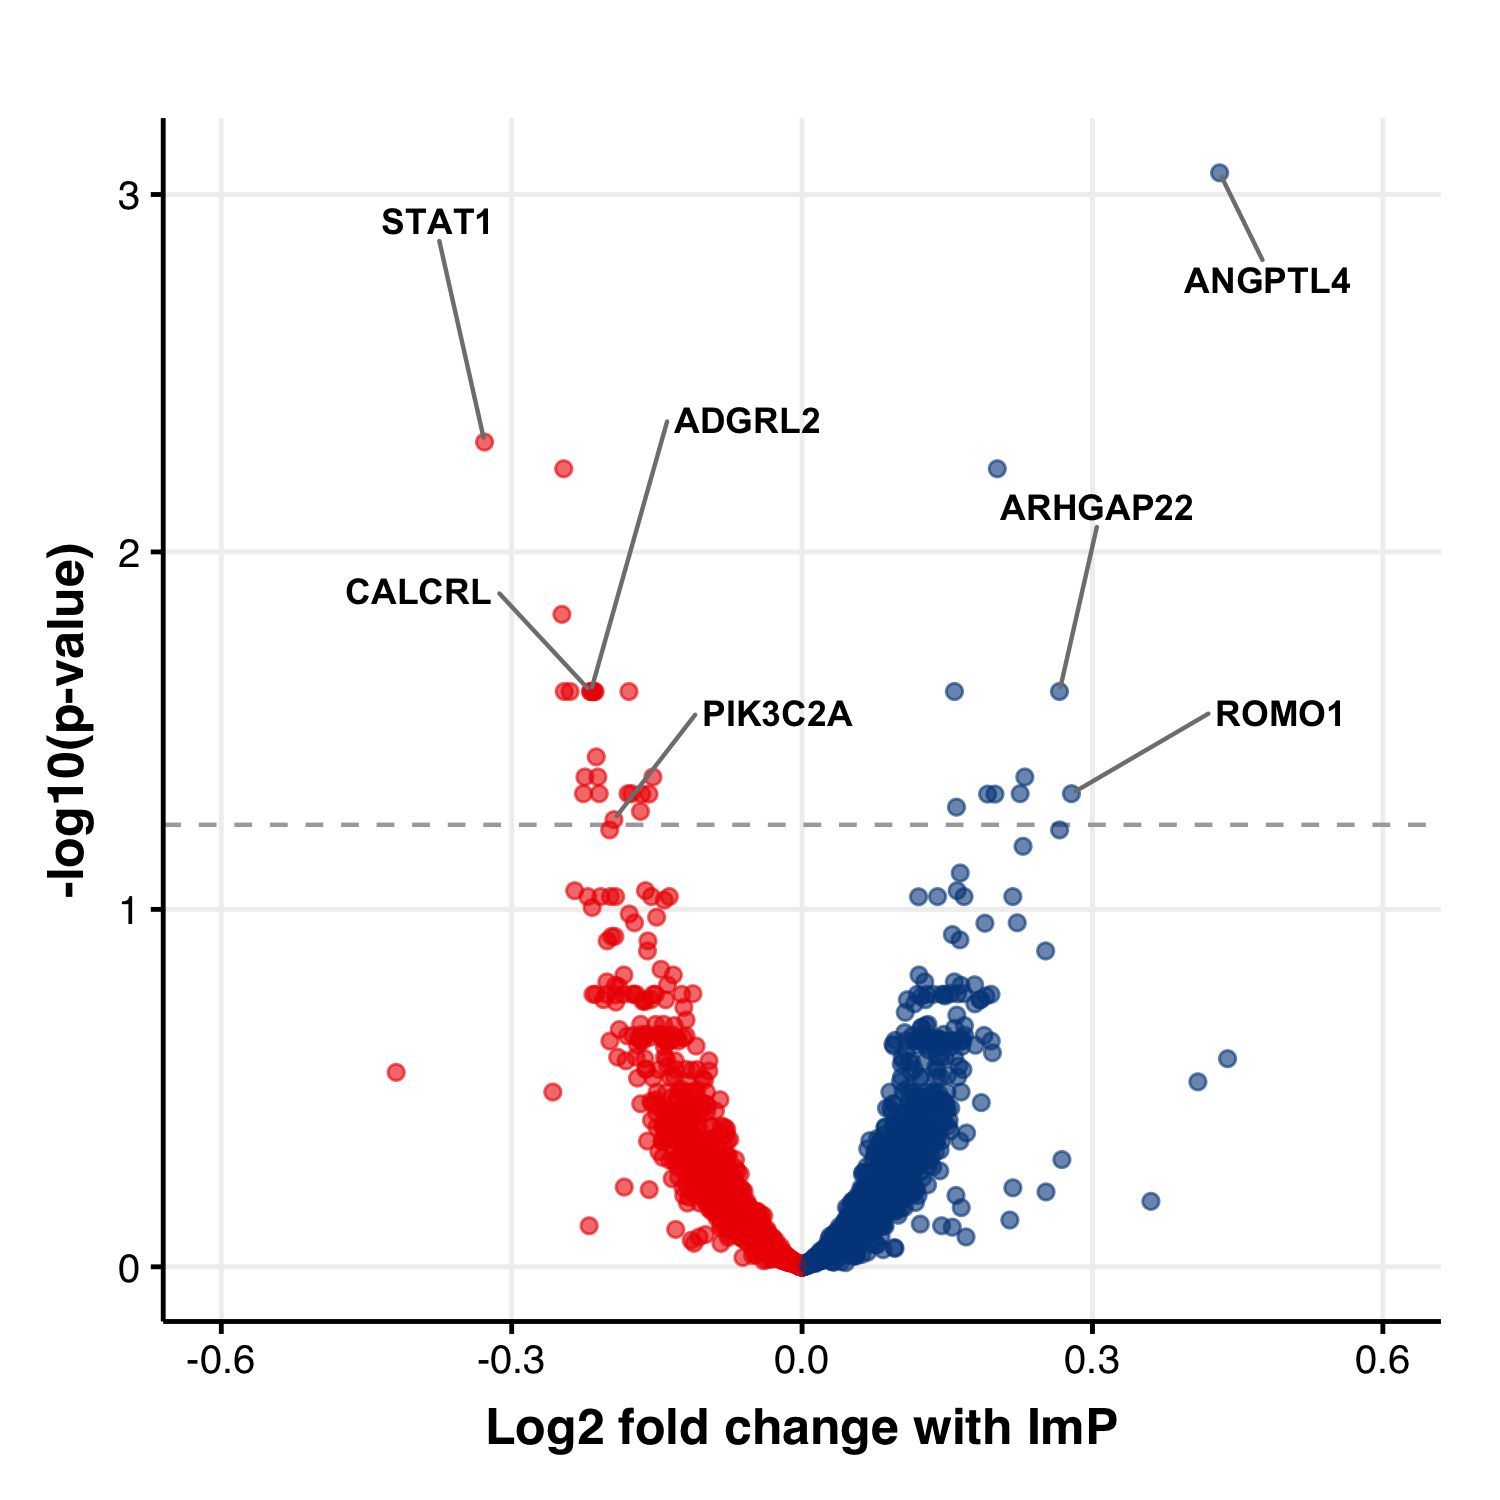 3
STAT1
ANGPTL4
ADGRL2
ARHGAP22
2
CALCRL
PIK3C2A
ROMO1
1
0
-log10(p-value)
-0.6
-0.3
0.0
0.3
0.6
Log2 fold change with ImP